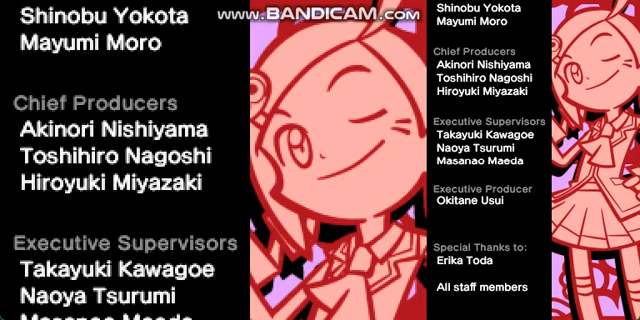 www.BANDICAM.com
Shinobu Yokota
Mayumi Moro
Chief Producers
Akinori Nishiyama
Toshihiro Nagoshi
Hiroyuki Miyazaki
Executive Supervisors
Takayuki Kawagoe
Naoya Tsurumi
Masanao Maeda
Shinobu Yokota
Mayumi Moro
Chief Producers
Akinori Nishiyama
Toshihiro Nagoshi
Hiroyuki Miyazaki
Executive Supervisors
Takayuki Kawagoe
Naoya Tsurumi
Masanao Maeda
Executive Producer
Okitane Usui
Special Thanks to:
Erika Toda
All staff members